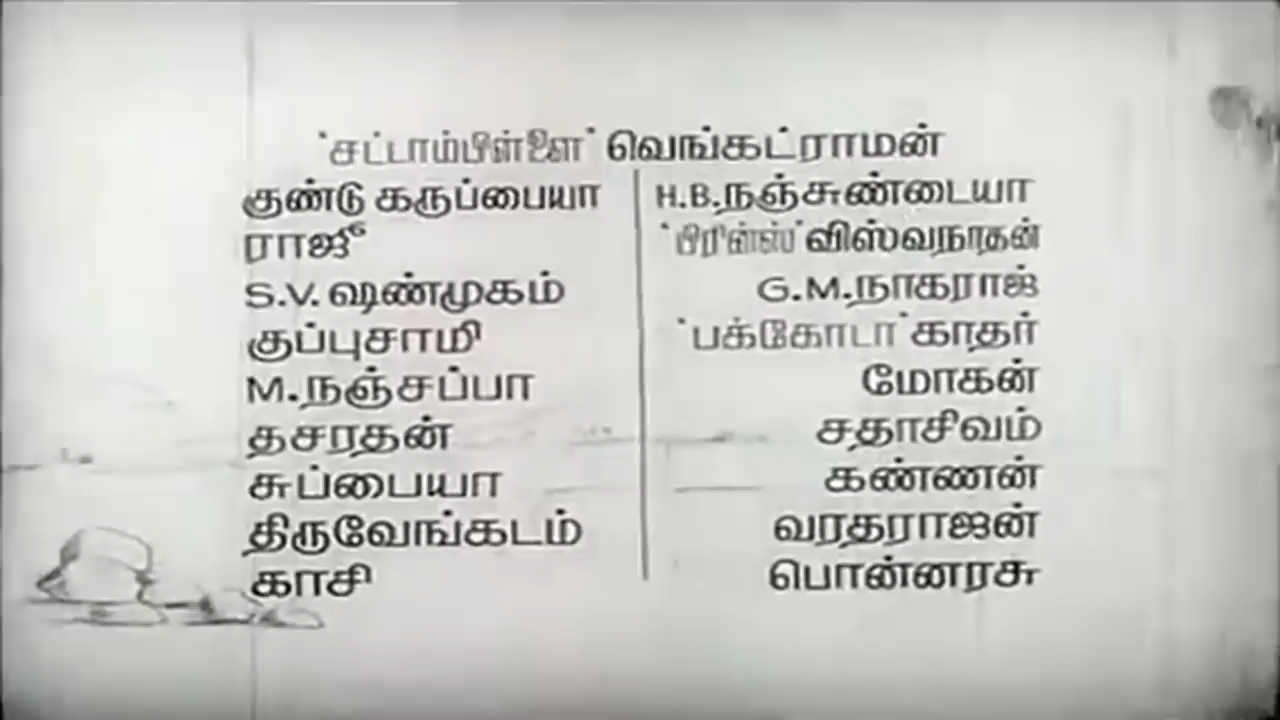 'சட்டாம்பிள்ளை' வெங்கட்ராமன்
குண்டு கருப்பையா
ராஜீ
S.V. ஷண்முகம்
குப்புசாமி
M. நஞ்சப்பா
தசரதன்
சுப்பையா
திருவேங்கடம்
காசி
H.B. நஞ்சுண்டையா
'பிரின்ஸ்' விஸ்வநாதன்
G.M. நாகராஜ்
'பக்கோடா' காதர்
மோகன்
சதாசிவம்
கண்ணன்
வரதராஜன்
பொன்னரசு